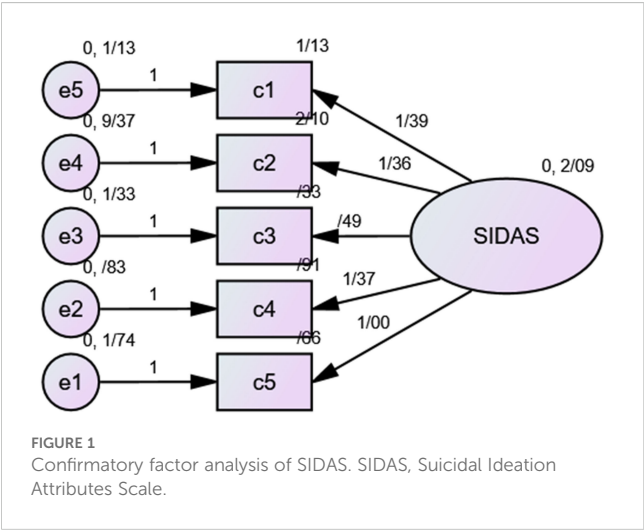 0, 1/13
1/13
e5
1
c1
1/39
0, 9/37
2/10
e4
1
c2
1/36
0, 2/09
0, 1/33
/33
e3
1
c3
/49
SIDAS
0, /83
/91
e2
1
c4
1/37
0, 1/74
/66
1/00
e1
1
c5
FIGURE 1
Confirmatory factor analysis of SIDAS. SIDAS, Suicidal Ideation
Attributes Scale.